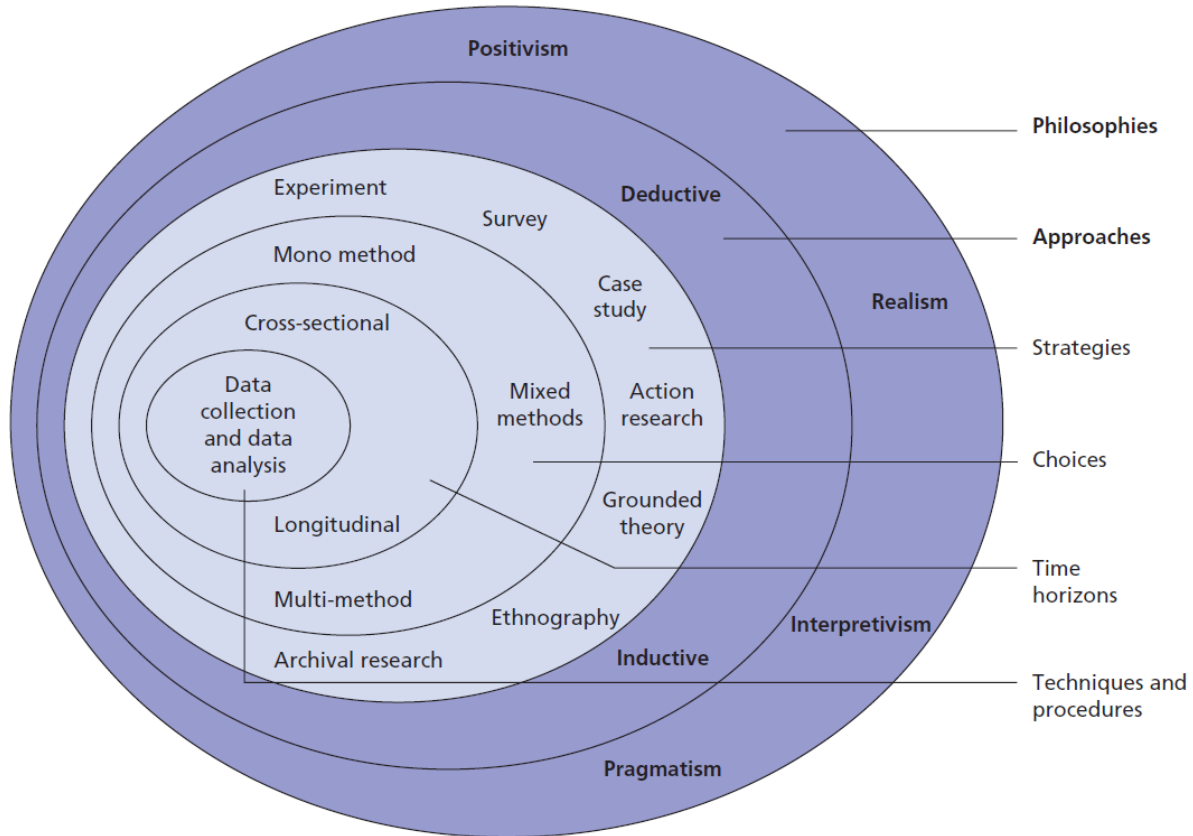 Positivism
Philosophies
Experiment
Deductive
Survey
Approaches
Mono method
Case
study
Realism
Cross-sectional
Strategies
Data
collection
and data
analysis
Mixed
methods
Action
research
Choices
Grounded
theory
Longitudinal
Time
horizons
Multi-method
Ethnography
Interpretivism
Archival research
Inductive
Techniques and
procedures
Pragmatism